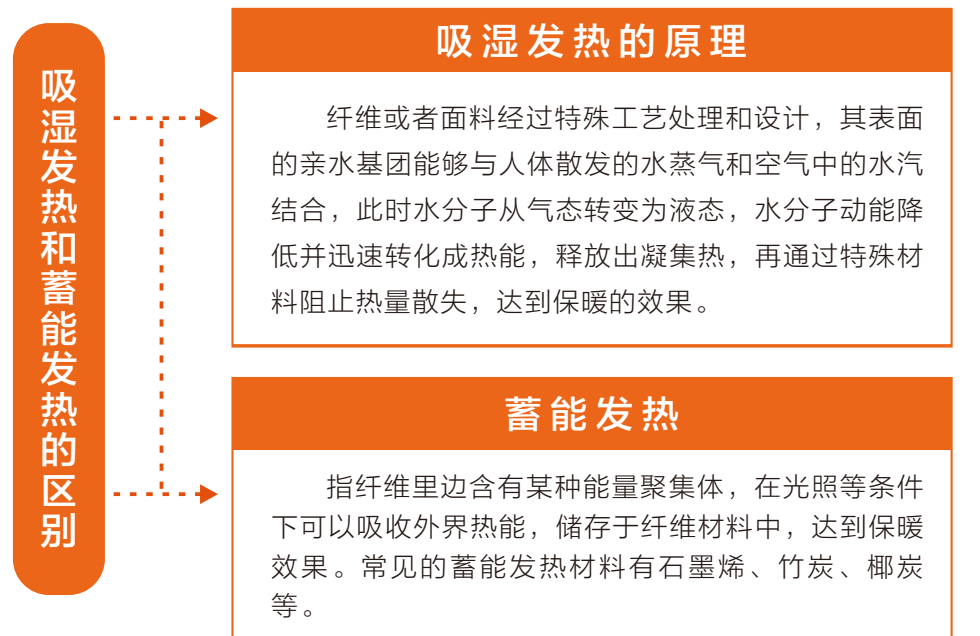 吸湿发热和蓄能发热的区别
吸湿发热的原理
纤维或者面料经过特殊工艺处理和设计，其表面
的亲水基团能够与人体散发的水蒸气和空气中的水汽
结合，此时水分子从气态转变为液态，水分子动能降
低并迅速转化成热能，释放出凝集热，再通过特殊材
料阻止热量散失，达到保暖的效果。
蓄能发热
指纤维里边含有某种能量聚集体，在光照等条件
下可以吸收外界热能，储存于纤维材料中，达到保暖
效果。常见的蓄能发热材料有石墨烯、竹炭、椰炭
等。